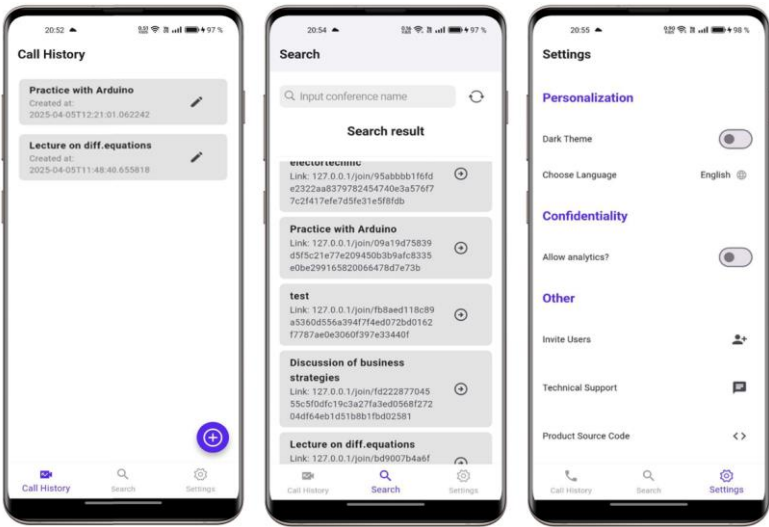 20:52
97 %
Call History
Practice with Arduino
Created at:
2025-04-05T12:21:01.062242
Lecture on diff.equations
Created at:
2025-04-05T11:48:40.655818
Call History
Search
Settings
20:54
97 %
Search
Input conference name
Search result
electortechnic
Link: 127.0.0.1/join/95abbbb1f6fd
e2322aa8379782454740e3a576f7
7c2f417efe7d5fe31e5f8fdb
Practice with Arduino
Link: 127.0.0.1/join/09a19d75839
d5f5c21e77e209450b3b9afc8335
e0be299165820066478d7e73b
test
Link: 127.0.0.1/join/fb8aed118c89
a5360d556a394f7f4ed072bd0162
f7787ae0e3060f397e33440f
Discussion of business
strategies
Link: 127.0.0.1/join/fd222877045
55c5f0dfc19c3a27fa3ed0568f272
04df64eb1d51b8b1fbd02581
Lecture on diff.equations
Link: 127.0.0.1/join/bd9007b4a6f
Call History
Search
Settings
20:55
98 %
Settings
Personalization
Dark Theme
Choose Language
English
Confidentiality
Allow analytics?
Other
Invite Users
Technical Support
Product Source Code
Call History
Search
Settings